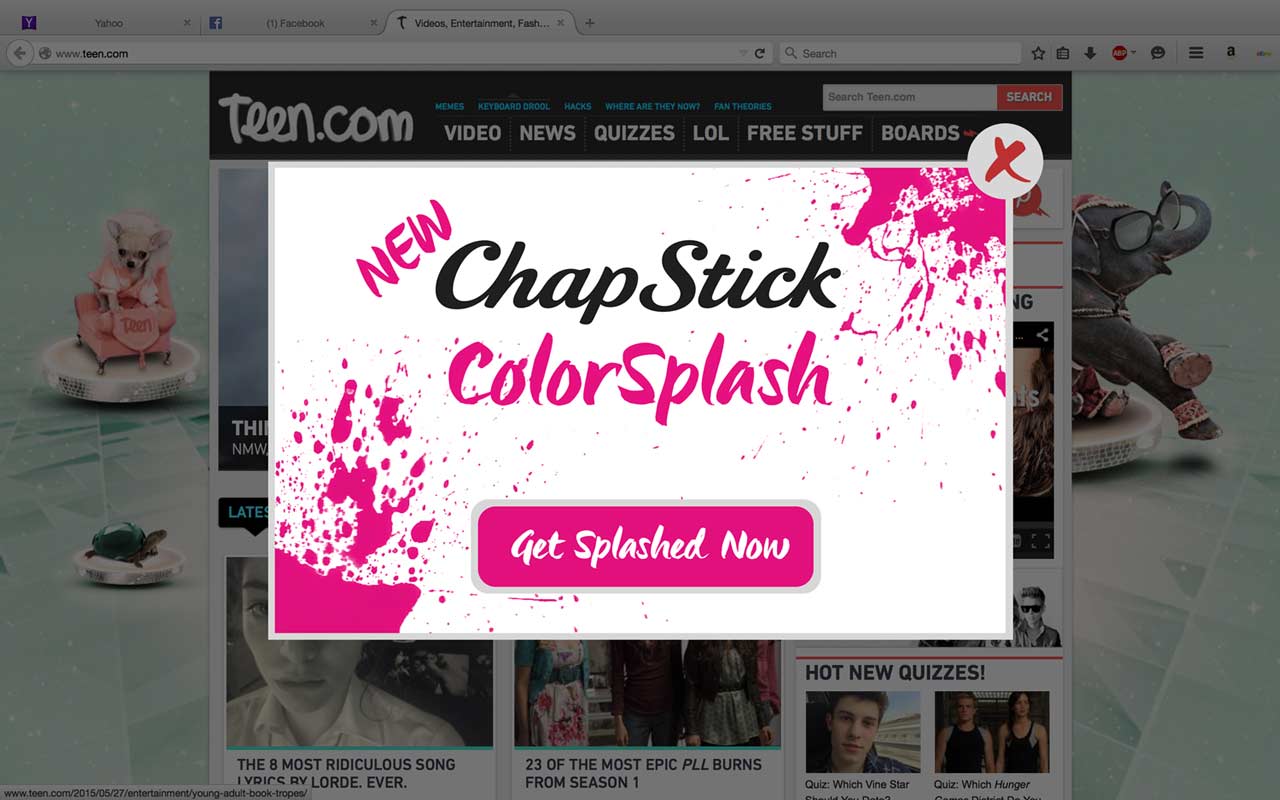 Yahoo
(1) Facebook
Videos, Entertainment, Fash...
www.teen.com
Search
ABP
a
Teen.com
MEMES KEYBOARD DROOL HACKS WHERE ARE THEY NOW? FAN THEORIES
Search Teen.com SEARCH
VIDEO NEWS QUIZZES LOL FREE STUFF BOARDS
X
NEW
ChapStick
ColorSplash
Get Splashed Now
Teen
THI
NMW,
NG
LATES
THE 8 MOST RIDICULOUS SONG
LYRICS BY LORDE. EVER.
23 OF THE MOST EPIC PLL BURNS
FROM SEASON 1
HOT NEW QUIZZES!
Quiz: Which Vine Star
Should You Date?
Quiz: Which Hunger
Games District Do You
www.teen.com/2015/05/27/entertainment/young-adult-book-tropes/